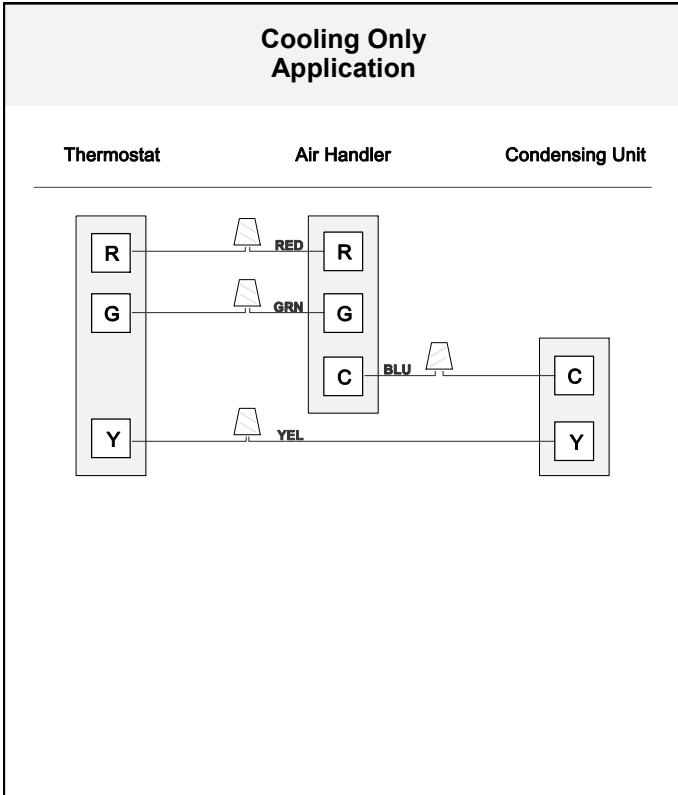 Cooling Only
Application
Thermostat Air Handler Condensing Unit
R RED R
G GRN G
C BLU C
Y YEL Y